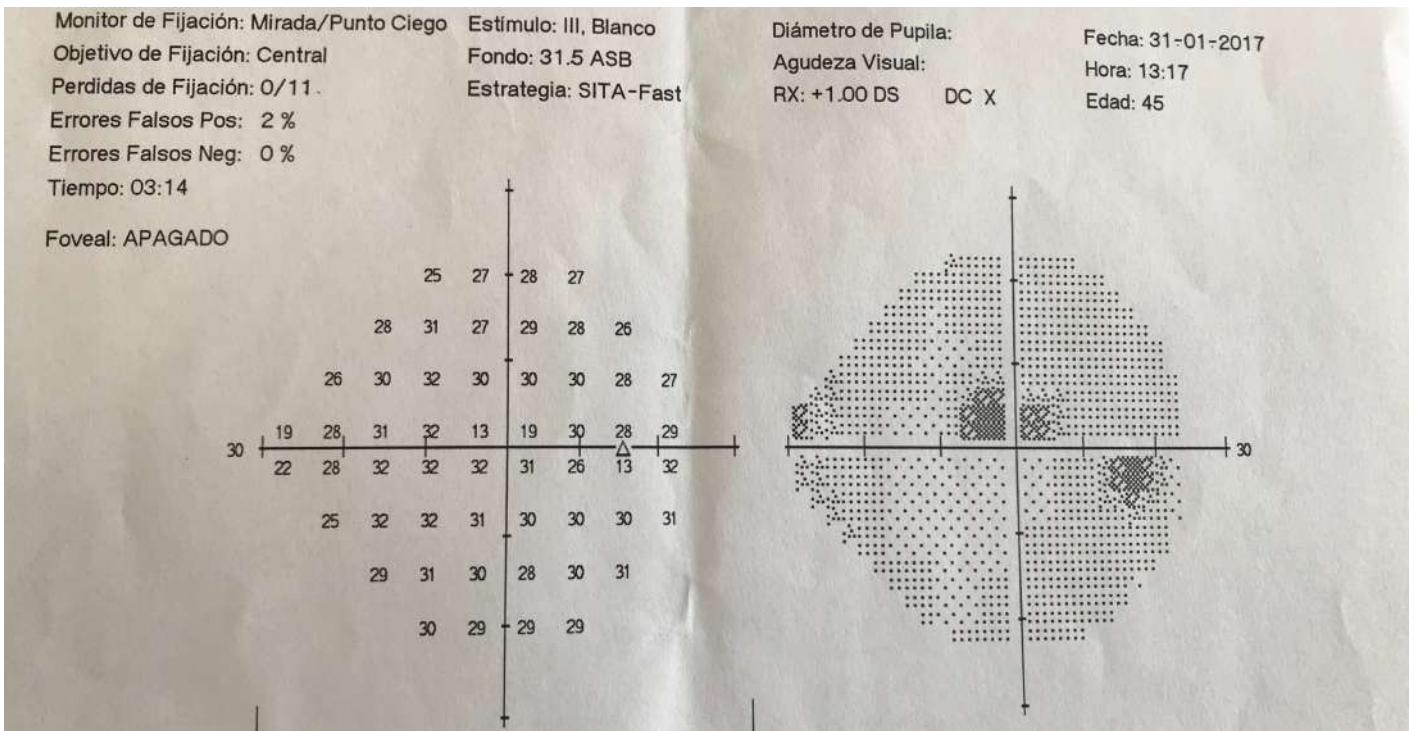 Monitor de Fijación: Mirada/Punto Ciego
Objetivo de Fijación: Central
Perdidas de Fijación: 0/11
Errores Falsos Pos: 2 %
Errores Falsos Neg: 0 %
Tiempo: 03:14
Foveal: APAGADO
Estímulo: III, Blanco
Fondo: 31.5 ASB
Estrategia: SITA-Fast
Diámetro de Pupila:
Agudeza Visual:
RX: +1.00 DS DC X
Fecha: 31-01-2017
Hora: 13:17
Edad: 45
25 27 28 27
28 31 27 29 28 26
26 30 32 30 30 30 28 27
19 28 31 32 13 19 30 28 29
30
22 28 32 32 32 31 26 13 32
25 32 32 31 30 30 30 31
29 31 30 28 30 31
30 29 29 29
30